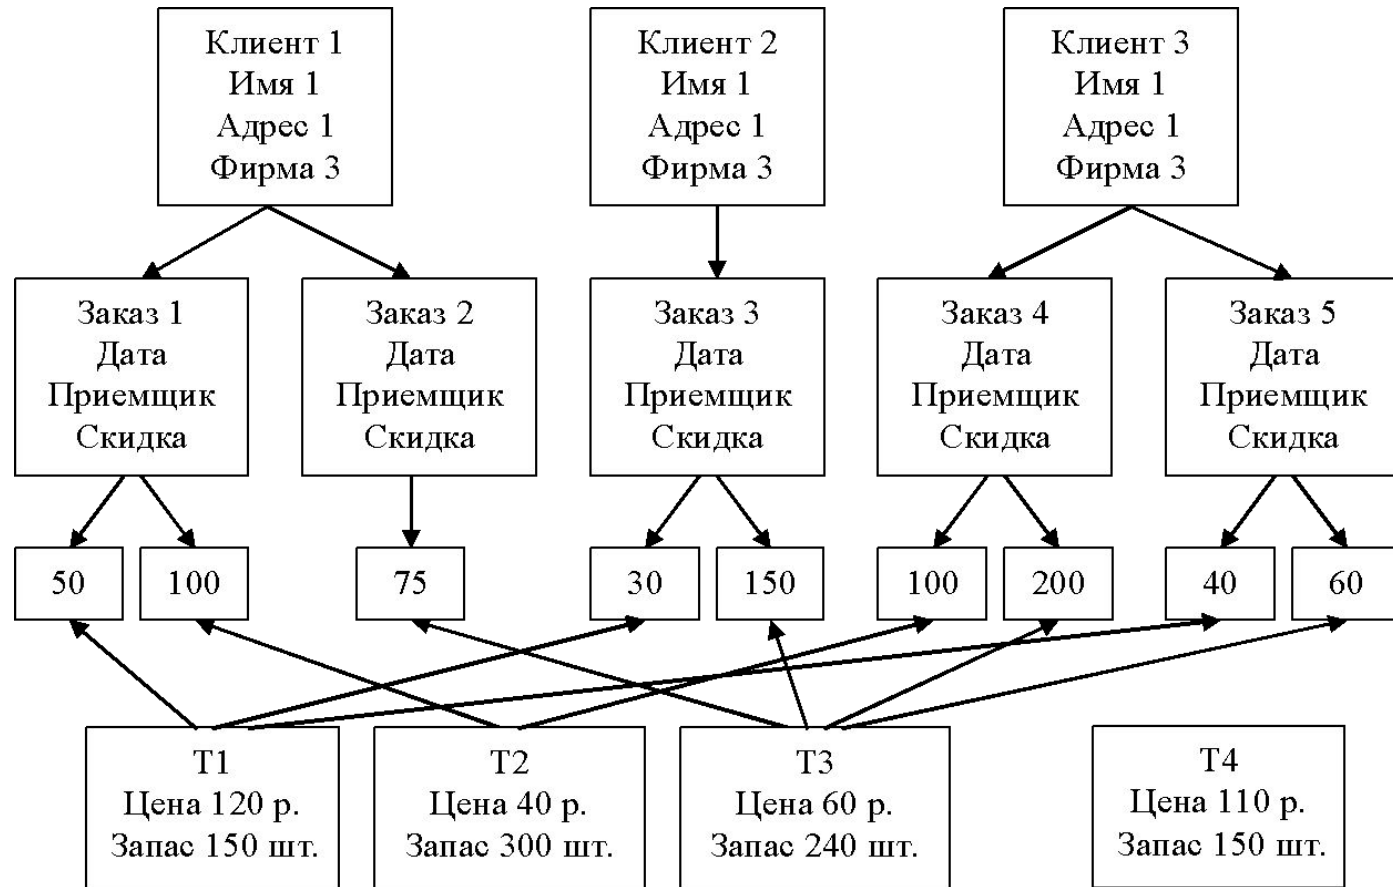 Клиент 1
Имя 1
Адрес 1
Фирма 3
Клиент 2
Имя 1
Адрес 1
Фирма 3
Клиент 3
Имя 1
Адрес 1
Фирма 3
Заказ 1
Дата
Приемщик
Скидка
Заказ 2
Дата
Приемщик
Скидка
Заказ 3
Дата
Приемщик
Скидка
Заказ 4
Дата
Приемщик
Скидка
Заказ 5
Дата
Приемщик
Скидка
50
100
75
30
150
100
200
40
60
Т1
Цена 120 р.
Запас 150 шт.
Т2
Цена 40 р.
Запас 300 шт.
Т3
Цена 60 р.
Запас 240 шт.
Т4
Цена 110 р.
Запас 150 шт.